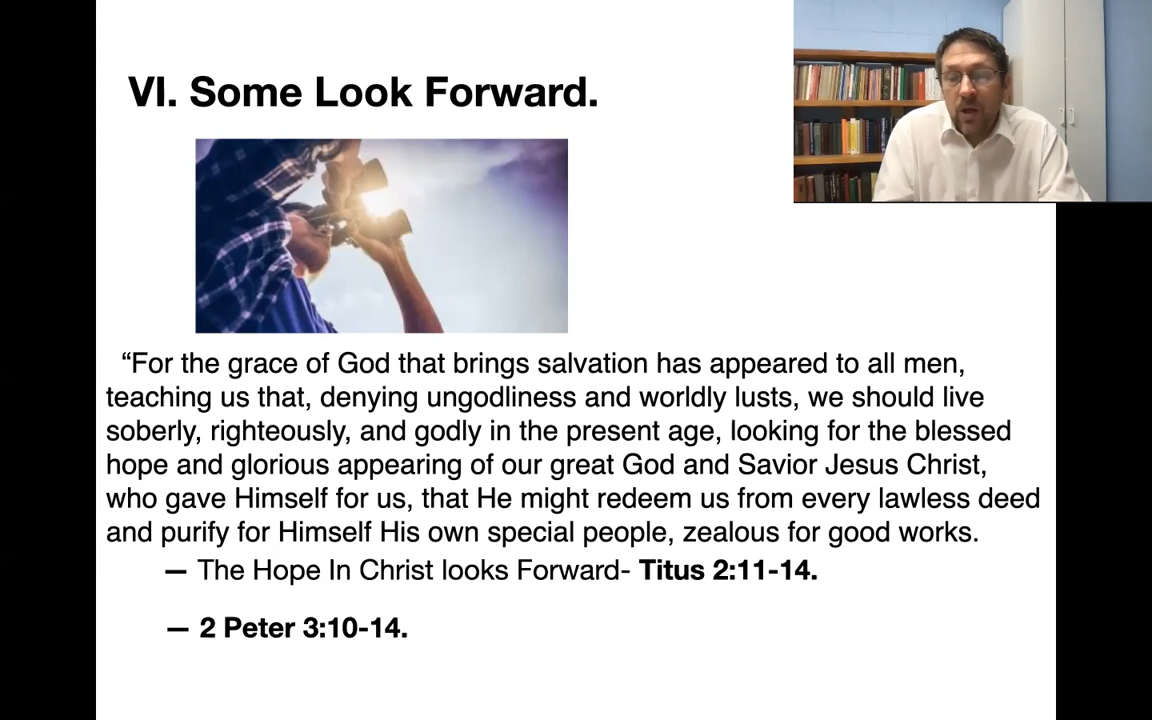 VI. Some Look Forward.
“For the grace of God that brings salvation has appeared to all men,
teaching us that, denying ungodliness and worldly lusts, we should live
soberly, righteously, and godly in the present age, looking for the blessed
hope and glorious appearing of our great God and Savior Jesus Christ,
who gave Himself for us, that He might redeem us from every lawless deed
and purify for Himself His own special people, zealous for good works.
— The Hope In Christ looks Forward- Titus 2:11-14.
— 2 Peter 3:10-14.